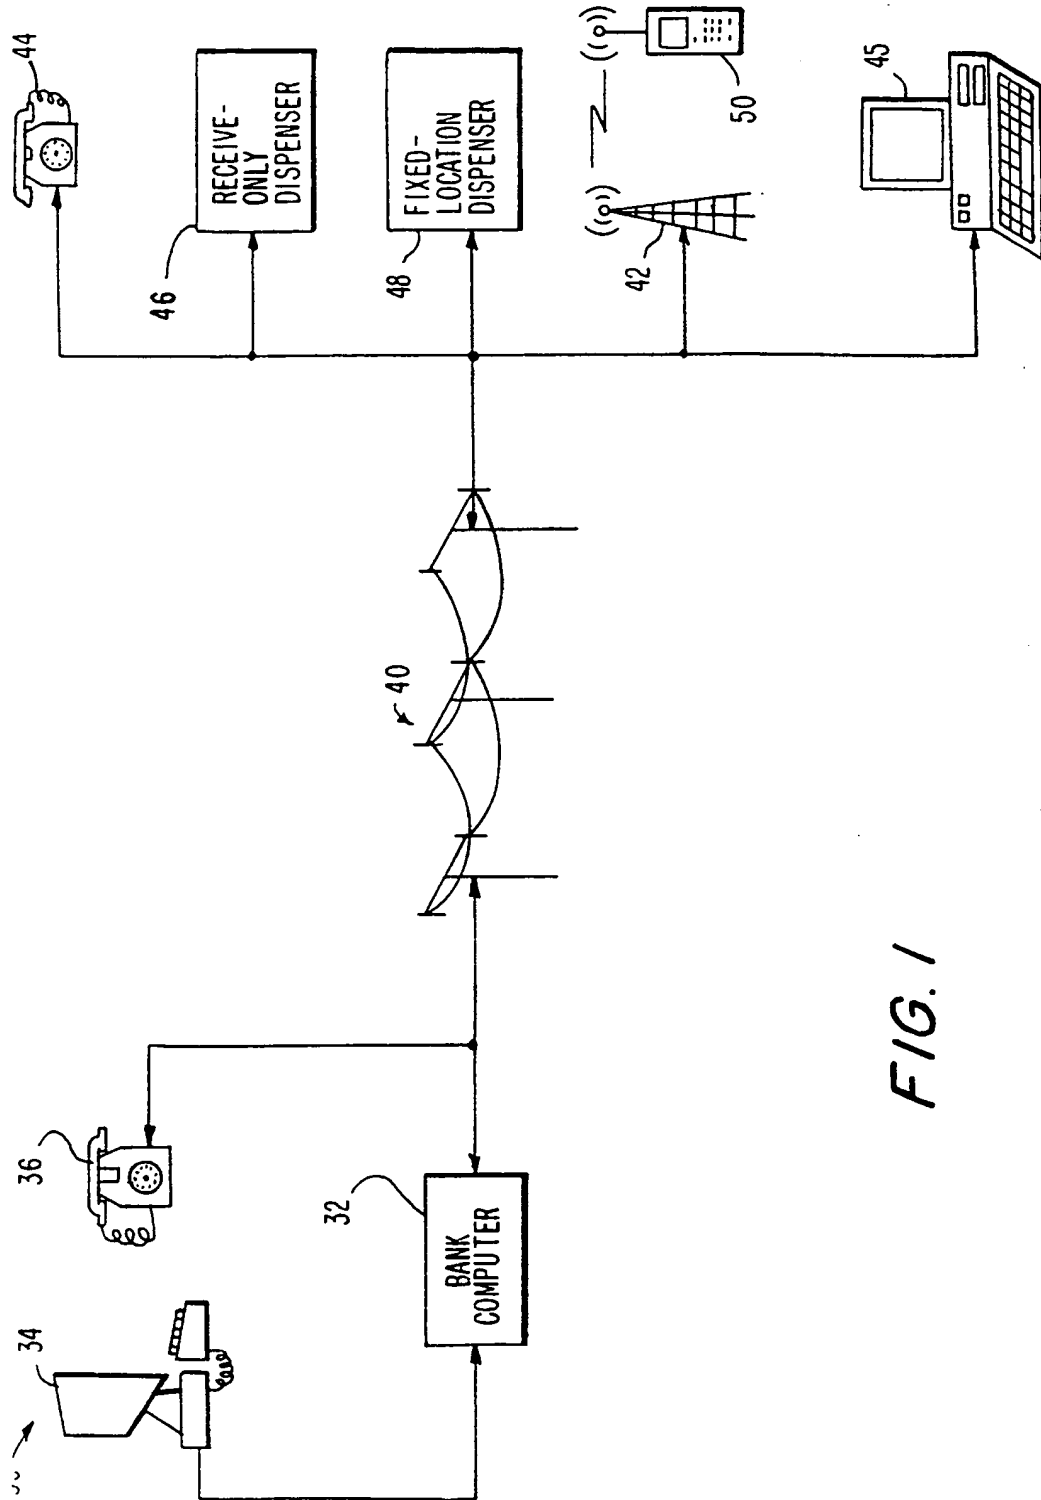 34
36
32
BANK
COMPUTER
40
44
46
RECEIVE-
ONLY
DISPENSER
48
FIXED-
LOCATION
DISPENSER
42
50
45
FIG. 1